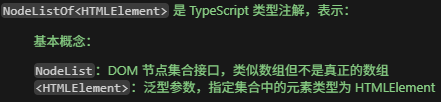 NodeListOf<HTMLElement> 是 TypeScript 类型注解，表示：
基本概念：
NodeList：DOM 节点集合接口，类似数组但不是真正的数组
<HTMLElement>：泛型参数，指定集合中的元素类型为 HTMLElement